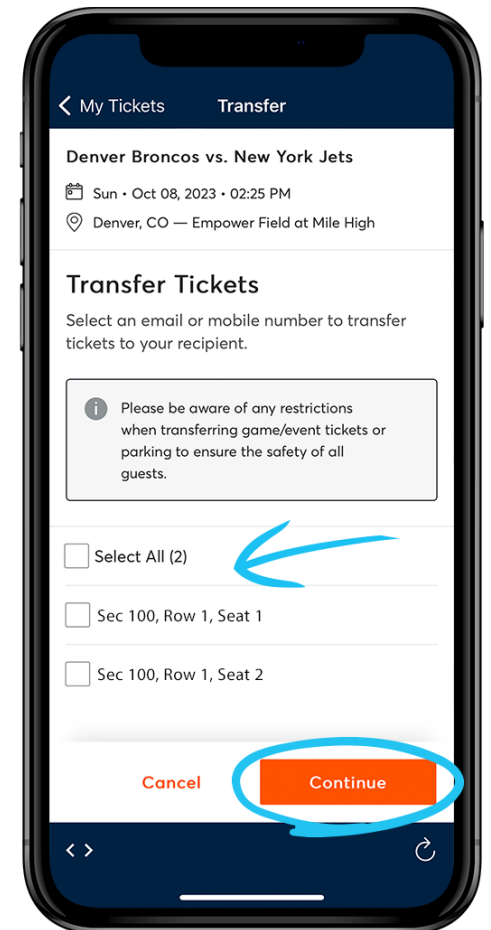 My Tickets Transfer
Denver Broncos vs. New York Jets
Sun • Oct 08, 2023 • 02:25 PM
Denver, CO — Empower Field at Mile High
Transfer Tickets
Select an email or mobile number to transfer
tickets to your recipient.
Please be aware of any restrictions
when transferring game/event tickets or
parking to ensure the safety of all
guests.
Select All (2)
Sec 100, Row 1, Seat 1
Sec 100, Row 1, Seat 2
Cancel Continue